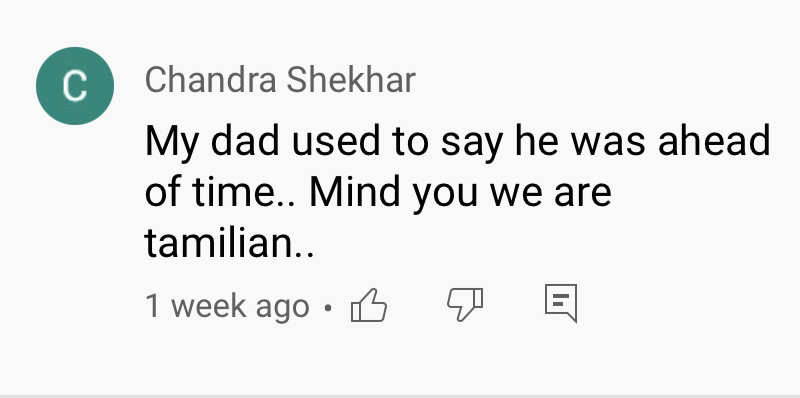 C
Chandra Shekhar
My dad used to say he was ahead
of time.. Mind you we are
tamilian..
1 week ago •